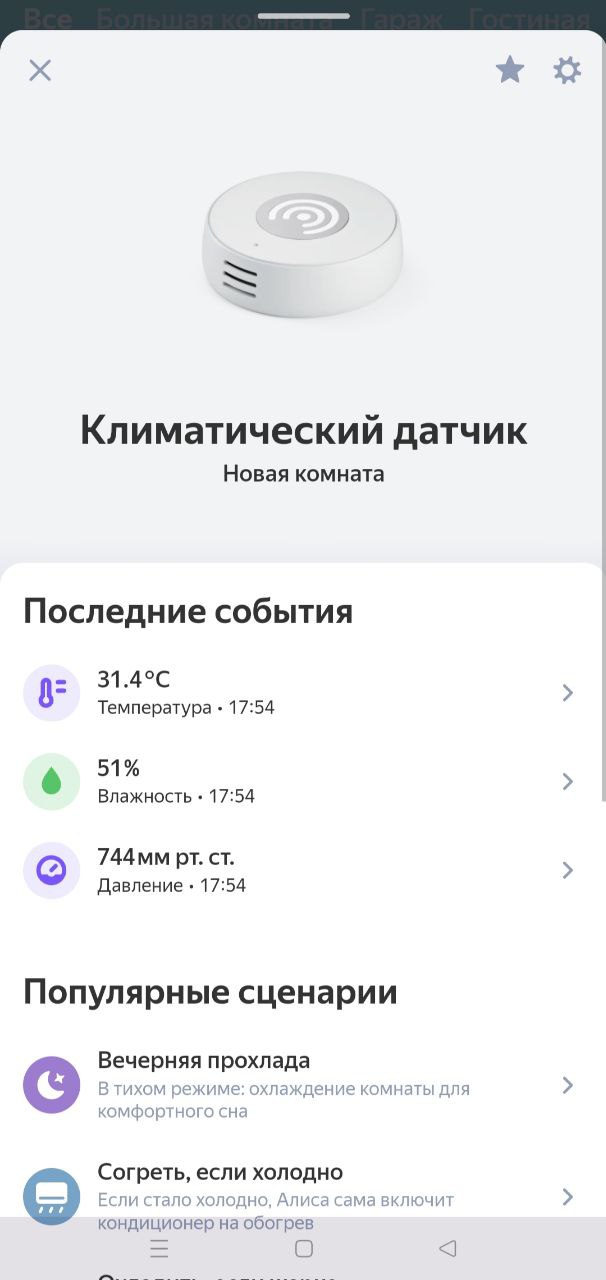 Все Большая комната Гараж Гостиная
Климатический датчик
Новая комната
Последние события
31.4°C
Температура • 17:54
51%
Влажность • 17:54
744 мм рт. ст.
Давление • 17:54
Популярные сценарии
Вечерняя прохлада
В тихом режиме: охлаждение комнаты для
комфортного сна
Согреть, если холодно
Если стало холодно, Алиса сама включит
кондиционер на обогрев